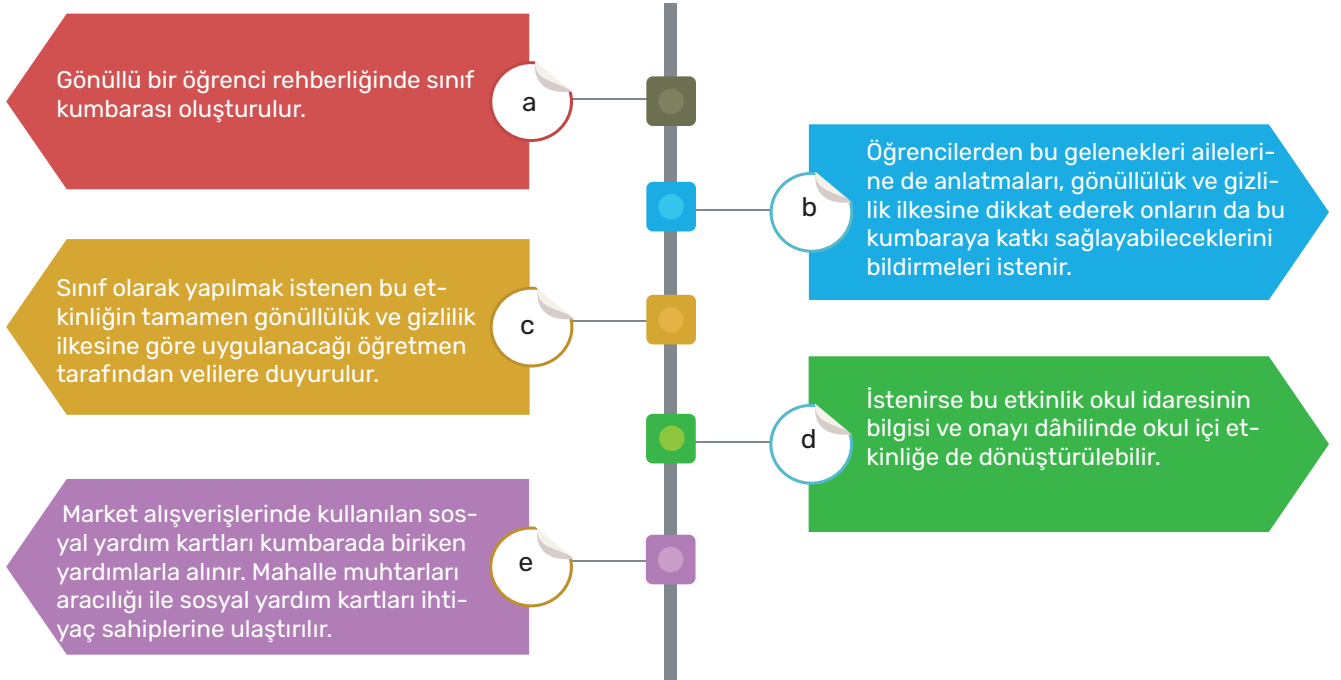 Gönüllü bir öğrenci rehberliğinde sınıf
kumbarası oluşturulur.
a
Öğrencilerden bu gelenekleri aileleri-
ne de anlatmaları, gönüllülük ve gizli-
lik ilkesine dikkat ederek onların da bu
kumbaraya katkı sağlayabileceklerini
bildirmeleri istenir.
b
Sınıf olarak yapılmak istenen bu et-
kinliğin tamamen gönüllülük ve gizlilik
ilkesine göre uygulanacağı öğretmen
tarafından velilere duyurulur.
c
İstenirse bu etkinlik okul idaresinin
bilgisi ve onayı dâhilinde okul içi et-
kinliğe de dönüştürülebilir.
d
Market alışverişlerinde kullanılan sos-
yal yardım kartları kumbarada biriken
yardımlarla alınır. Mahalle muhtarları
aracılığı ile sosyal yardım kartları ihti-
yaç sahiplerine ulaştırılır.
e